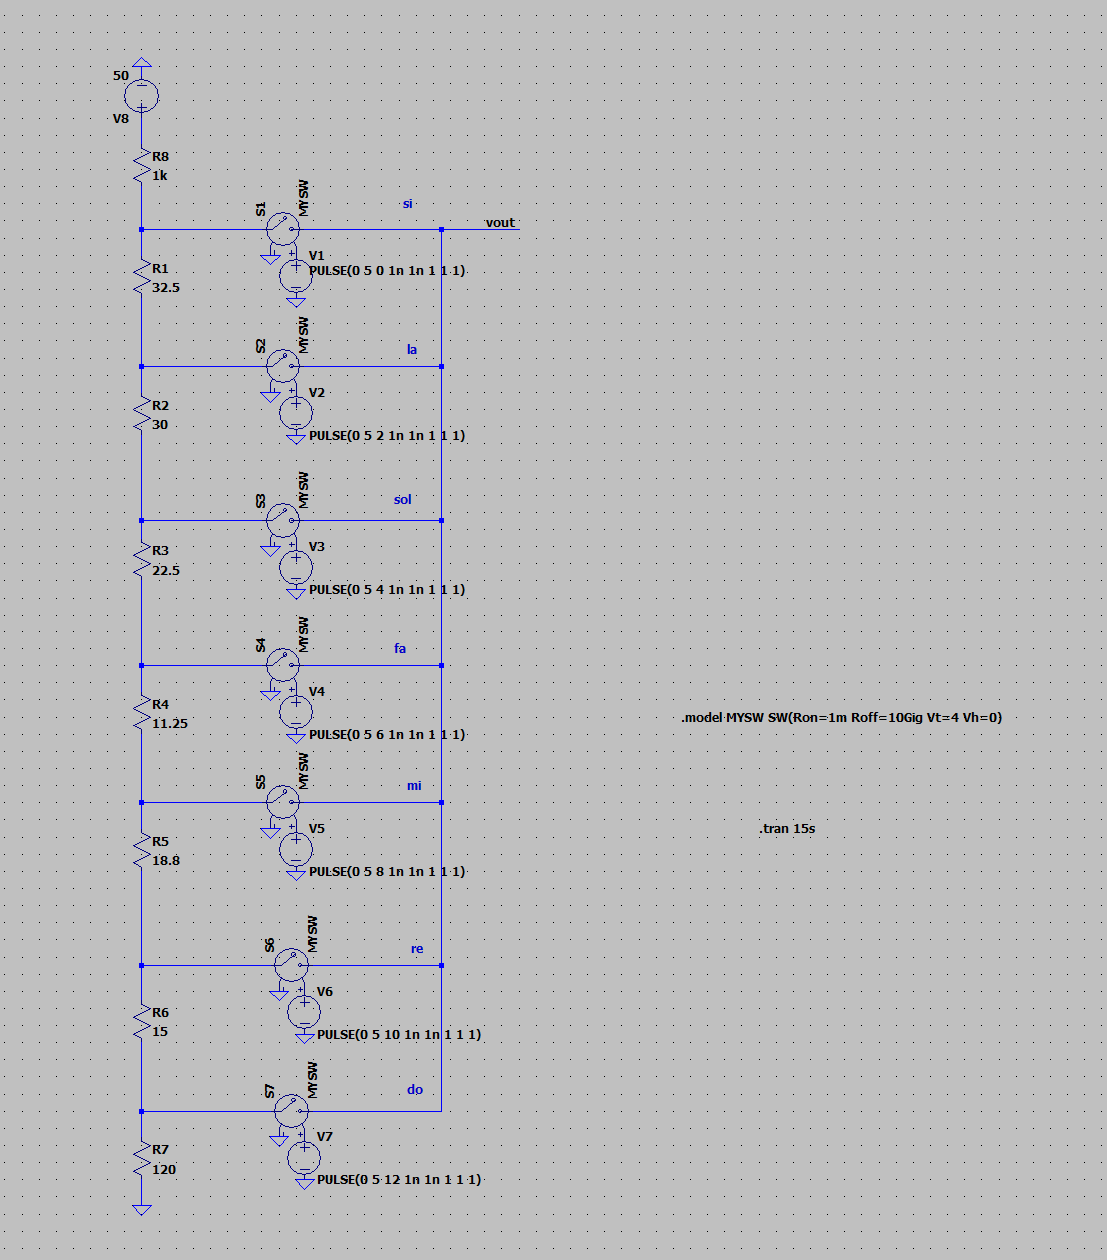 50
V8
R8
1k
S1
MYSW
si
vout
V1
PULSE(0 5 0 1n 1n 1 1 1)
R1
32.5
S2
MYSW
la
V2
PULSE(0 5 2 1n 1n 1 1 1)
R2
30
S3
MYSW
sol
V3
PULSE(0 5 4 1n 1n 1 1 1)
R3
22.5
S4
MYSW
fa
V4
PULSE(0 5 6 1n 1n 1 1 1)
R4
11.25
.model MYSW SW(Ron=1m Roff=10Gig Vt=4 Vh=0)
S5
MYSW
mi
V5
PULSE(0 5 8 1n 1n 1 1 1)
.tran 15s
R5
18.8
S6
MYSW
re
V6
PULSE(0 5 10 1n 1n 1 1 1)
R6
15
S7
MYSW
do
V7
PULSE(0 5 12 1n 1n 1 1 1)
R7
120